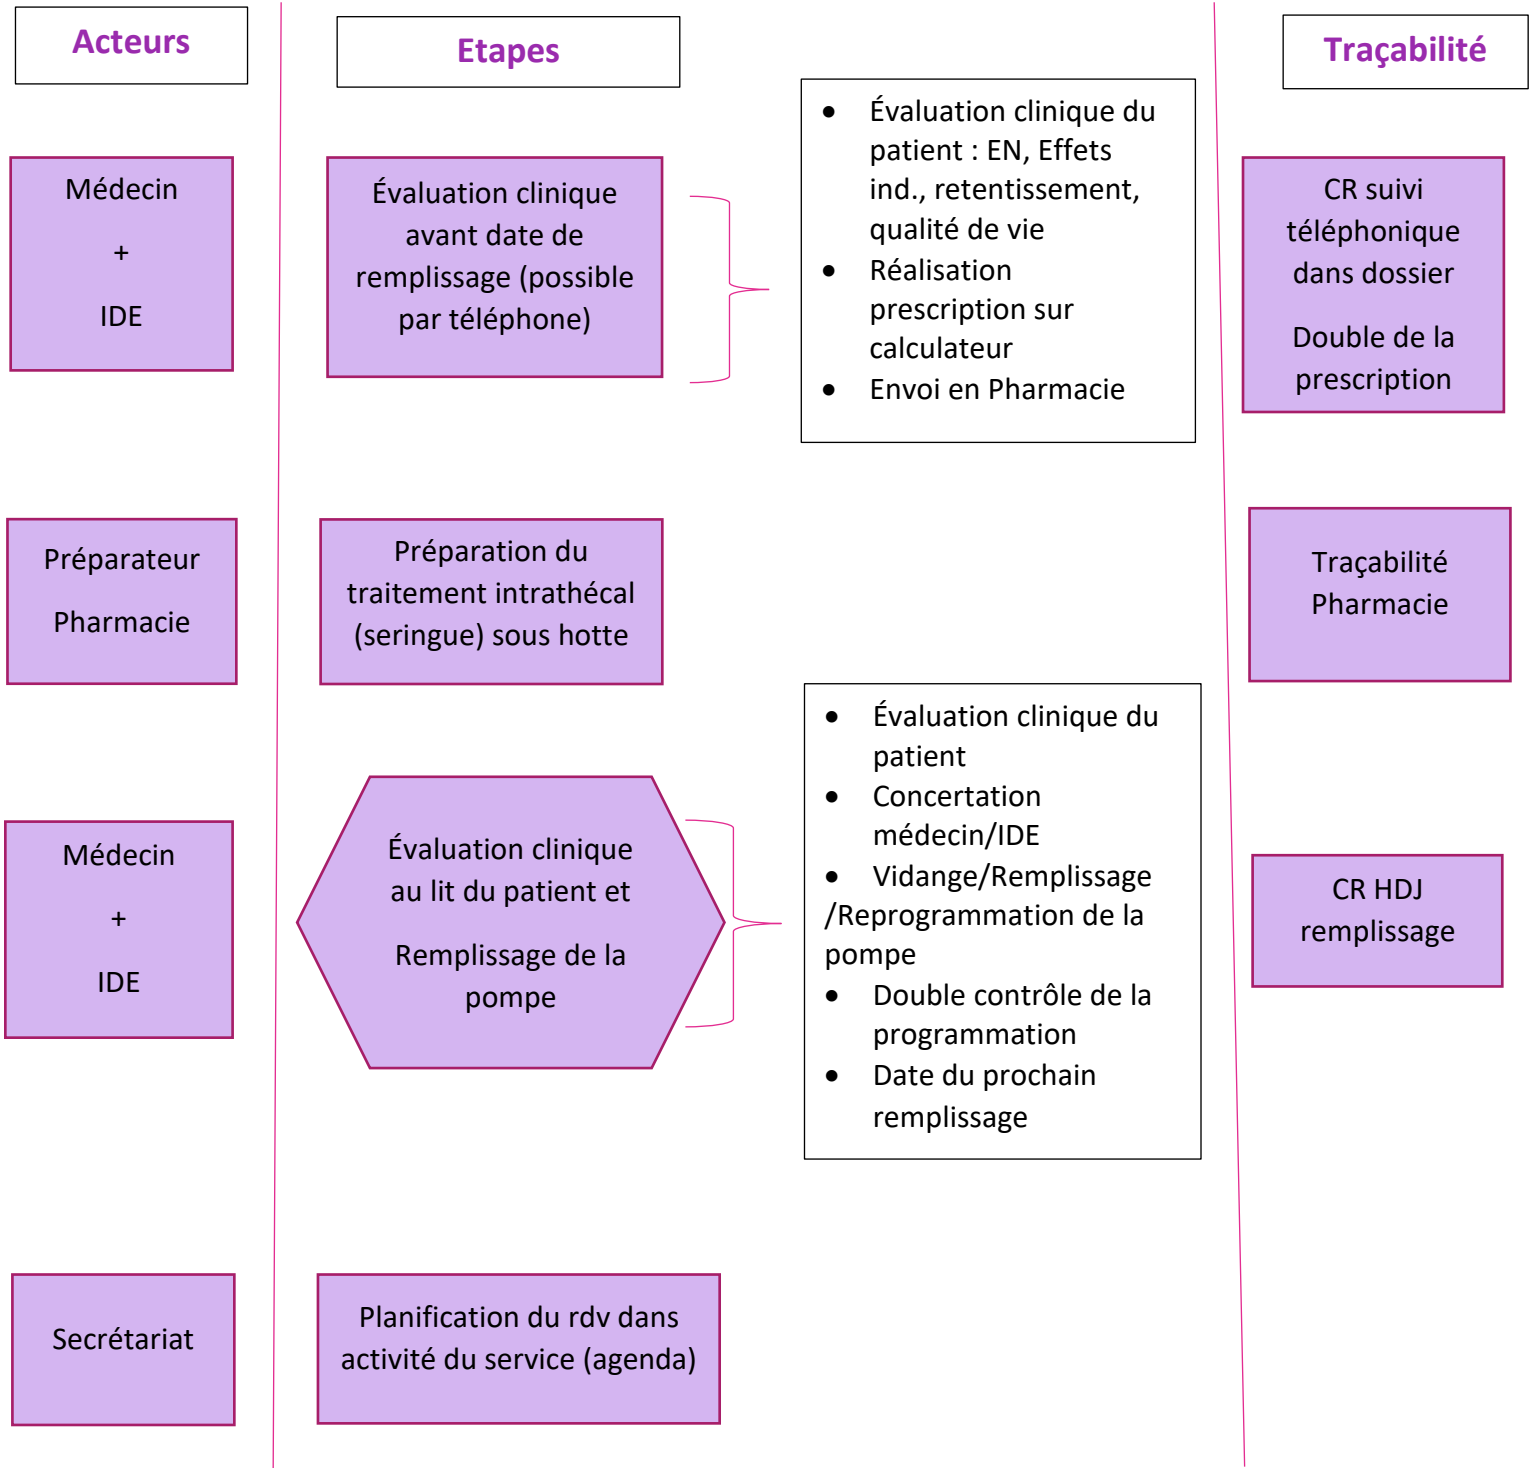 Acteurs
Etapes
Traçabilité
Médecin
+
IDE
Évaluation clinique
avant date de
remplissage (possible
par téléphone)
• Évaluation clinique du
patient : EN, Effets
ind., retentissement,
qualité de vie
• Réalisation
prescription sur
calculateur
• Envoi en Pharmacie
CR suivi
téléphonique
dans dossier
Double de la
prescription
Préparateur
Pharmacie
Préparation du
traitement intrathécal
(seringue) sous hotte
Traçabilité
Pharmacie
Médecin
+
IDE
Évaluation clinique
au lit du patient et
Remplissage de la
pompe
• Évaluation clinique du
patient
• Concertation
médecin/IDE
• Vidange/Remplissage
/Reprogrammation de la
pompe
• Double contrôle de la
programmation
• Date du prochain
remplissage
CR HDJ
remplissage
Secrétariat
Planification du rdv dans
activité du service (agenda)